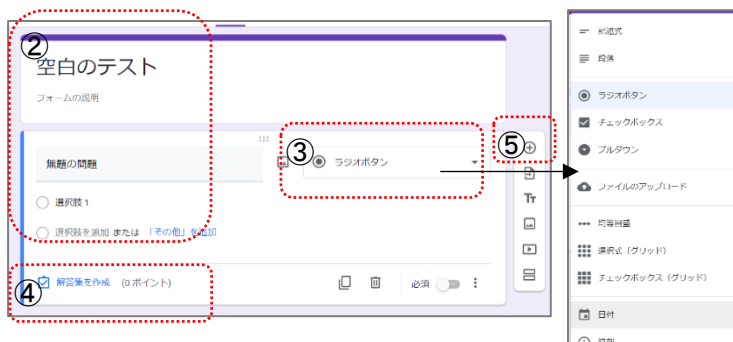 ②
空白のテスト
フォームの説明
無題の問題
③
ラジオボタン
⑤
Tт
選択肢 1
選択肢を追加 または 「その他」を追加
④
解答集を作成 (0 ポイント)
必須
記述式
段落
ラジオボタン
チェックボックス
プルダウン
ファイルのアップロード
均等目盛
選択式（グリッド）
チェックボックス（グリッド）
日付
時刻